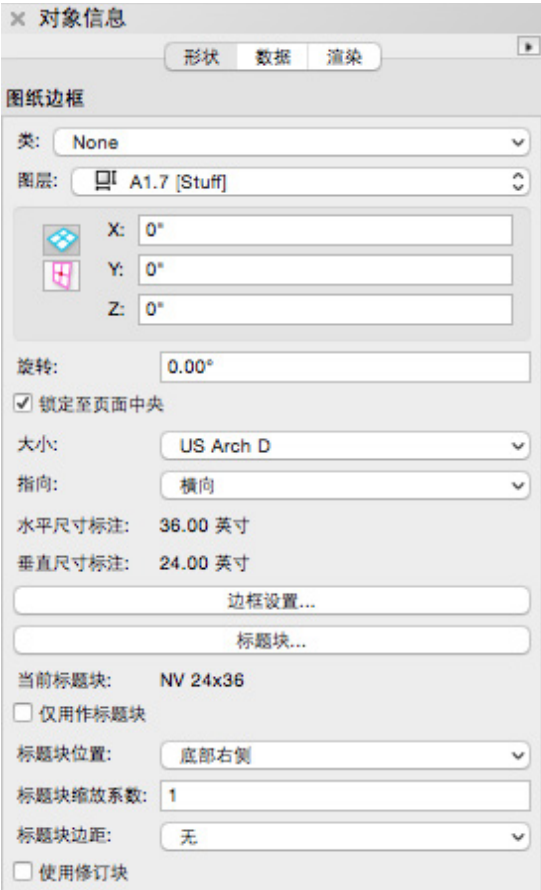 对象信息
形状 数据 渲染
图纸边框
类: None
图层: A1.7 [Stuff]
X: 0"
Y: 0"
Z: 0"
旋转: 0.00°
锁定至页面中央
大小: US Arch D
指向: 横向
水平尺寸标注: 36.00 英寸
垂直尺寸标注: 24.00 英寸
边框设置...
标题块...
当前标题块: NV 24x36
仅用作标题块
标题块位置: 底部右侧
标题块缩放系数: 1
标题块边距: 无
使用修订块